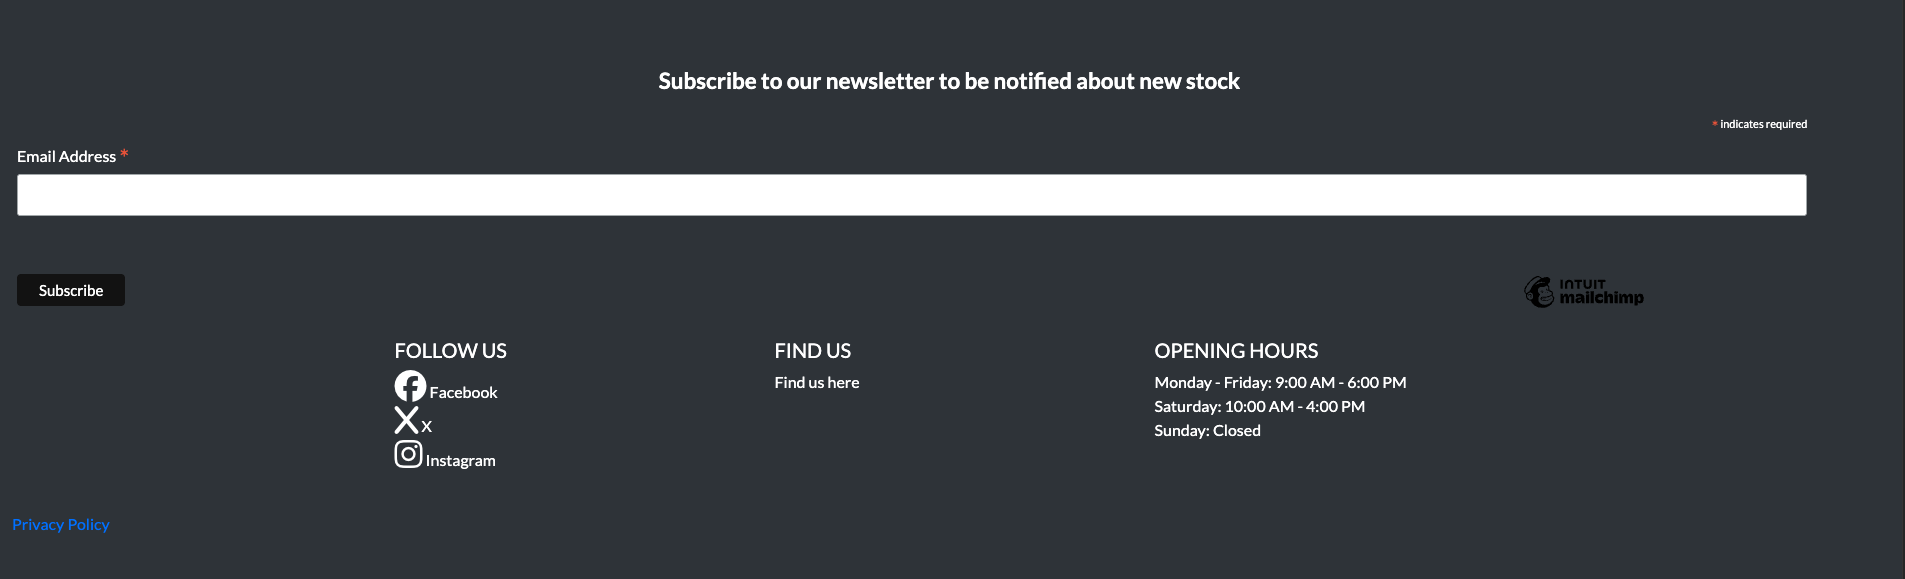 Subscribe to our newsletter to be notified about new stock
* indicates required
Email Address *
Subscribe
INTUIT
mailchimp
FOLLOW US
Facebook
X
Instagram
FIND US
Find us here
OPENING HOURS
Monday - Friday: 9:00 AM - 6:00 PM
Saturday: 10:00 AM - 4:00 PM
Sunday: Closed
Privacy Policy